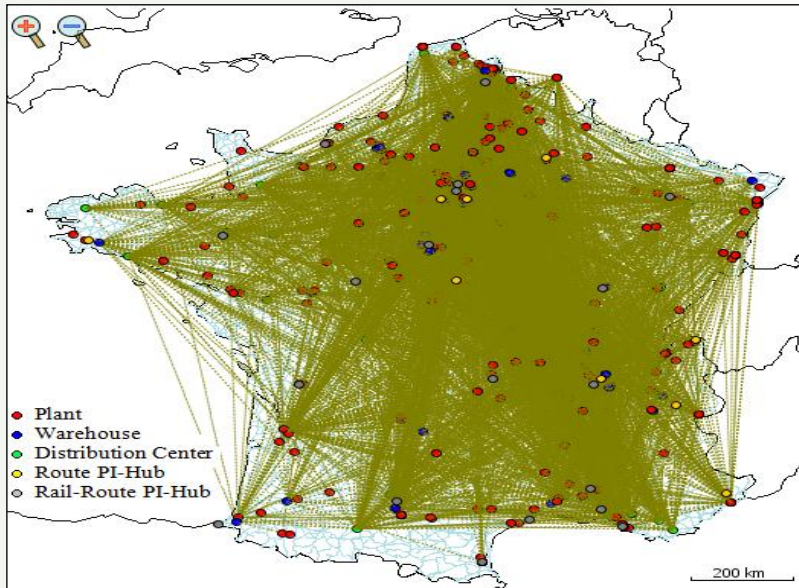 Plant
Warehouse
Distribution Center
Route PI-Hub
Rail-Route PI-Hub
200 km